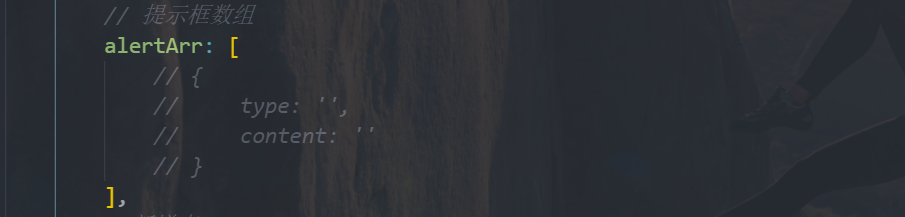 // 提示框数组
alertArr: [
// {
//     type: '',
//     content: ''
// }
],